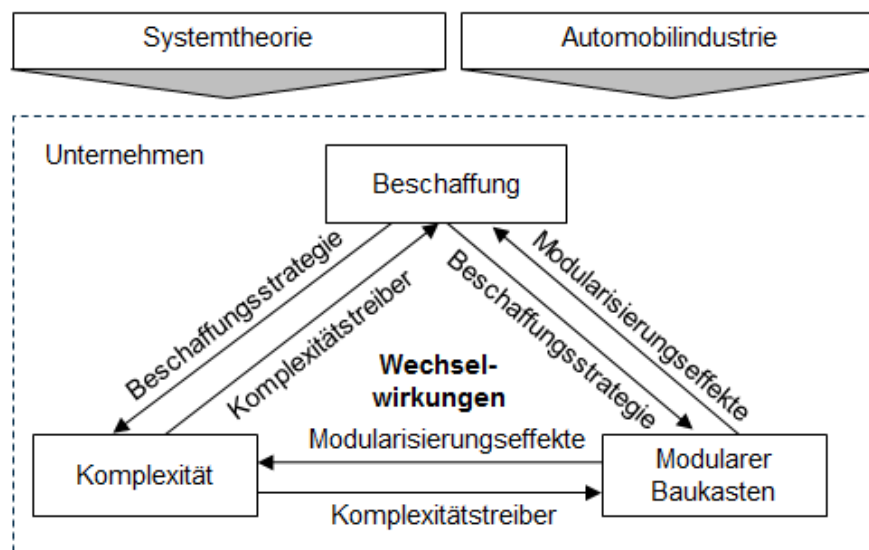 Systemtheorie
Automobilindustrie
Unternehmen
Beschaffung
Beschaffungsstrategie
Komplexitätstreiber
Beschaffungsstrategie
Modularisierungseffekte
Wechsel-
wirkungen
Modularisierungseffekte
Komplexität
Modularer
Baukasten
Komplexitätstreiber